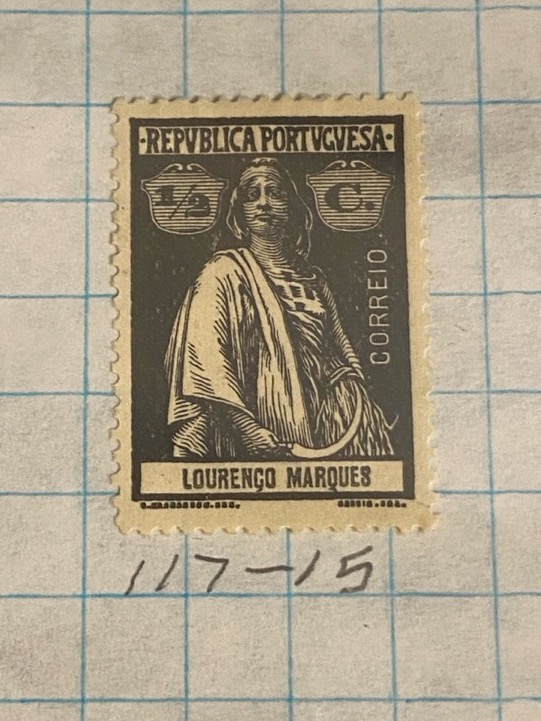 ·REPVBLICA PORTVGVESA·
1/2 C.
CORREIO
LOURENÇO MARQUES
117-15